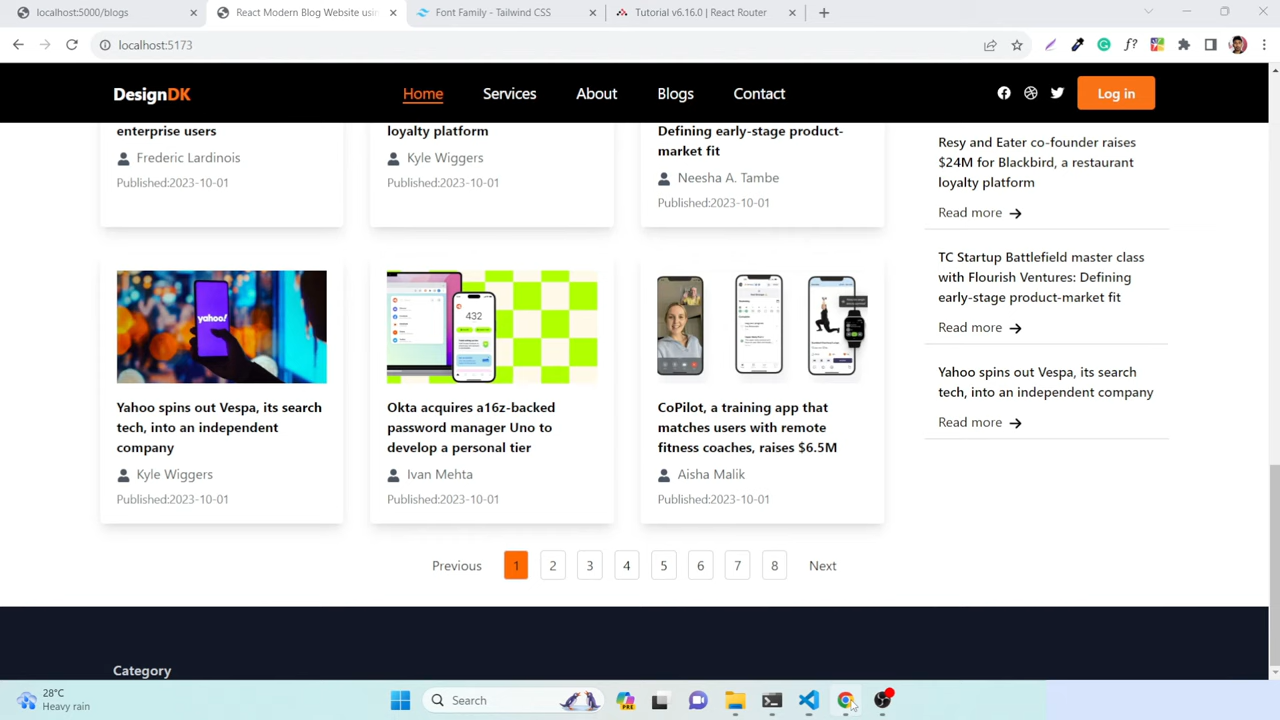 localhost:5000/blogs
React Modern Blog Website usin
Font Family - Tailwind CSS
Tutorial v6.16.0 | React Router
localhost:5173
DesignDK
Home
Services
About
Blogs
Contact
Log in
enterprise users
Frederic Lardinois
Published:2023-10-01
loyalty platform
Kyle Wiggers
Published:2023-10-01
Defining early-stage product-
market fit
Neesha A. Tambe
Published:2023-10-01
Resy and Eater co-founder raises
$24M for Blackbird, a restaurant
loyalty platform
Read more
TC Startup Battlefield master class
with Flourish Ventures: Defining
early-stage product-market fit
Read more
Yahoo spins out Vespa, its search
tech, into an independent company
Read more
yahoo!
Yahoo spins out Vespa, its search
tech, into an independent
company
Kyle Wiggers
Published:2023-10-01
432
Okta acquires a16z-backed
password manager Uno to
develop a personal tier
Ivan Mehta
Published:2023-10-01
CoPilot, a training app that
matches users with remote
fitness coaches, raises $6.5M
Aisha Malik
Published:2023-10-01
Previous
1
2
3
4
5
6
7
8
Next
Category
28°C
Heavy rain
Search
PRE